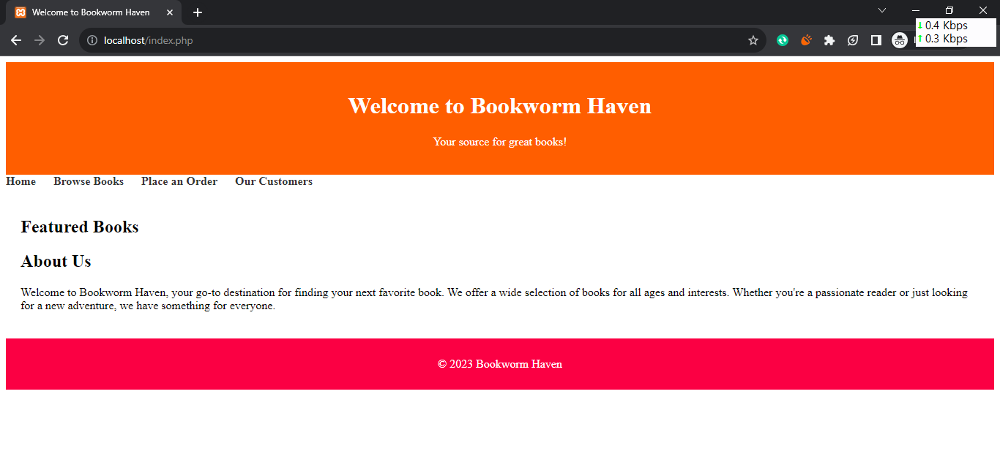 Welcome to Bookworm Haven
localhost/index.php
0.4 Kbps
0.3 Kbps
Welcome to Bookworm Haven
Your source for great books!
Home Browse Books Place an Order Our Customers
Featured Books
About Us
Welcome to Bookworm Haven, your go-to destination for finding your next favorite book. We offer a wide selection of books for all ages and interests. Whether you're a passionate reader or just looking
for a new adventure, we have something for everyone.
© 2023 Bookworm Haven